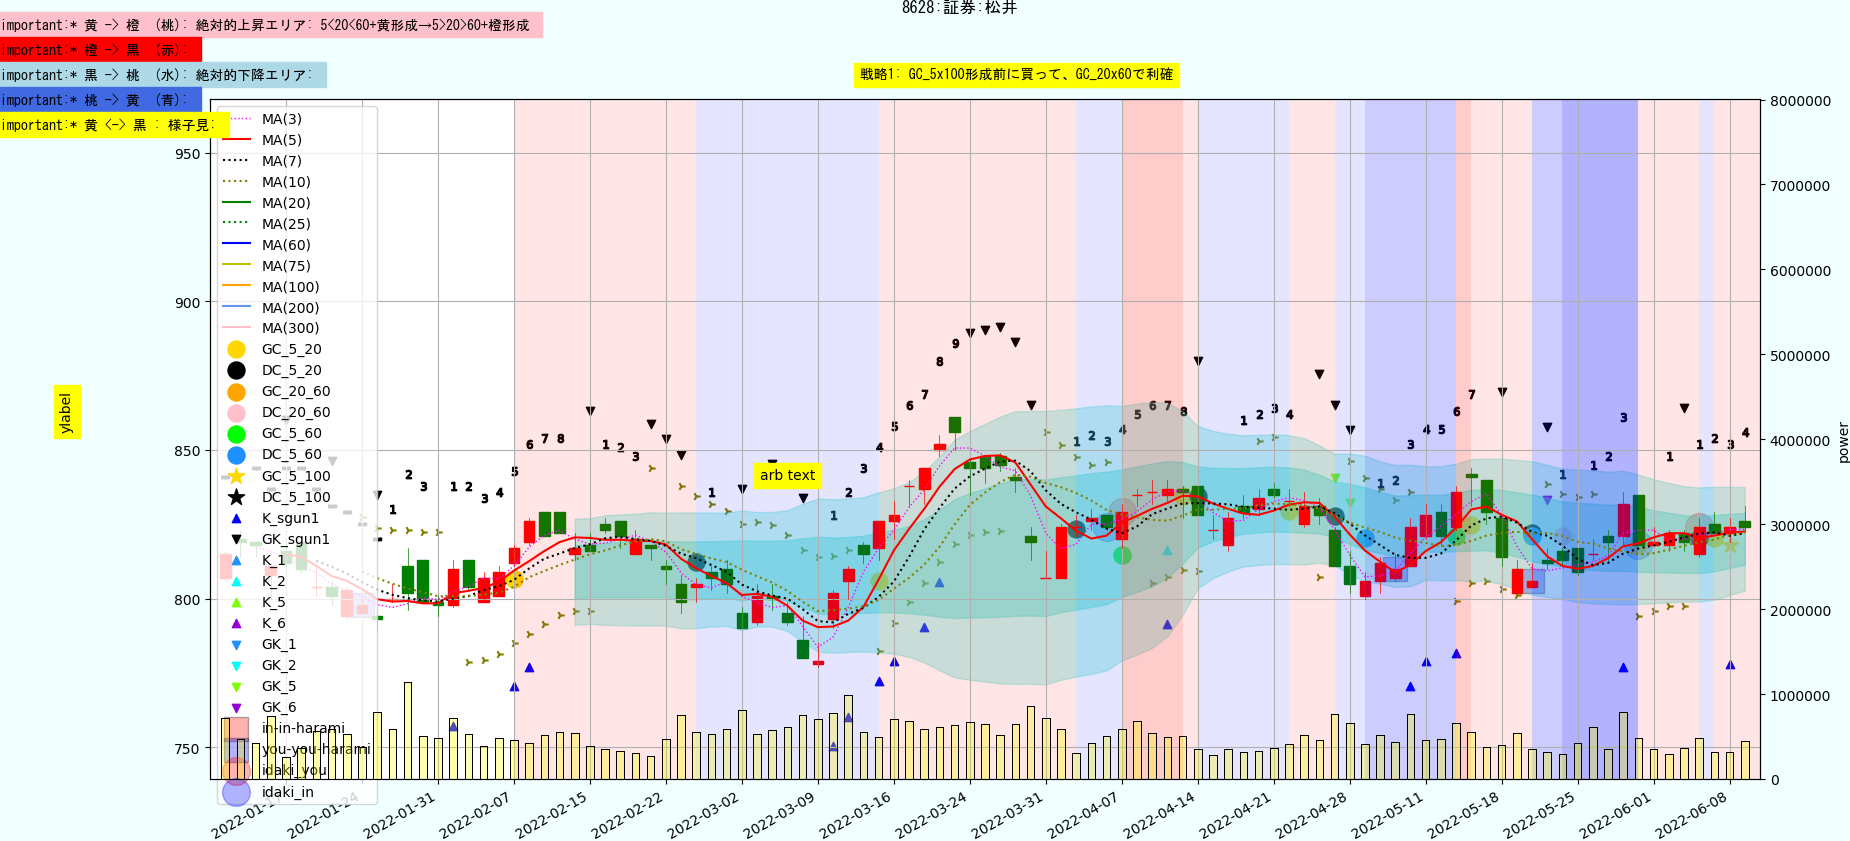 8628:証券:松井
important:* 黄 -> 橙 (桃): 絶対的上昇エリア: 5<20<60+黄形成→5>20>60+橙形成
important:* 橙 -> 黒 (赤):
important:* 黒 -> 桃 (水): 絶対的下降エリア:
戦略1: GC_5x100形成前に買って、GC_20x60で利確
important:* 桃 -> 黄 (青):
important:* 黄 <-> 黒 : 様子見:
MA(3)
MA(5)
MA(7)
MA(10)
MA(20)
MA(25)
MA(60)
MA(75)
MA(100)
MA(200)
MA(300)
GC_5_20
DC_5_20
GC_20_60
DC_20_60
GC_5_60
DC_5_60
GC_5_100
DC_5_100
K_sgun1
GK_sgun1
K_1
K_2
K_5
K_6
GK_1
GK_2
GK_5
GK_6
in-in-harami
you-you-harami
idaki_you
idaki_in
950
900
850
800
750
ylabel
arb text
8000000
7000000
6000000
5000000
4000000
3000000
2000000
1000000
0
power
2022-01-24
2022-01-31
2022-02-07
2022-02-15
2022-02-22
2022-03-02
2022-03-09
2022-03-16
2022-03-24
2022-03-31
2022-04-07
2022-04-14
2022-04-21
2022-04-28
2022-05-11
2022-05-18
2022-05-25
2022-06-01
2022-06-08